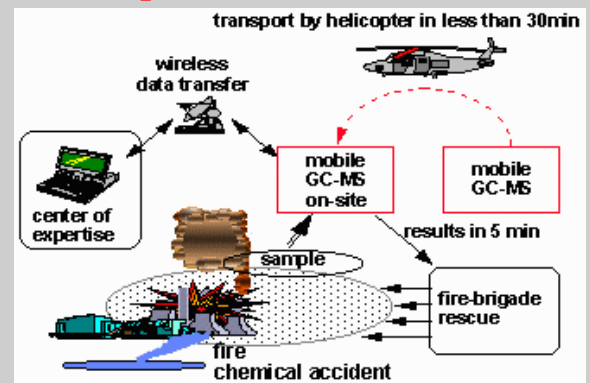 transport by helicopter in less than 30min
wireless
data transfer
mobile
GC-MS
on-site
mobile
GC-MS
center of
expertise
results in 5 min
sample
fire-brigade
rescue
fire
chemical accident